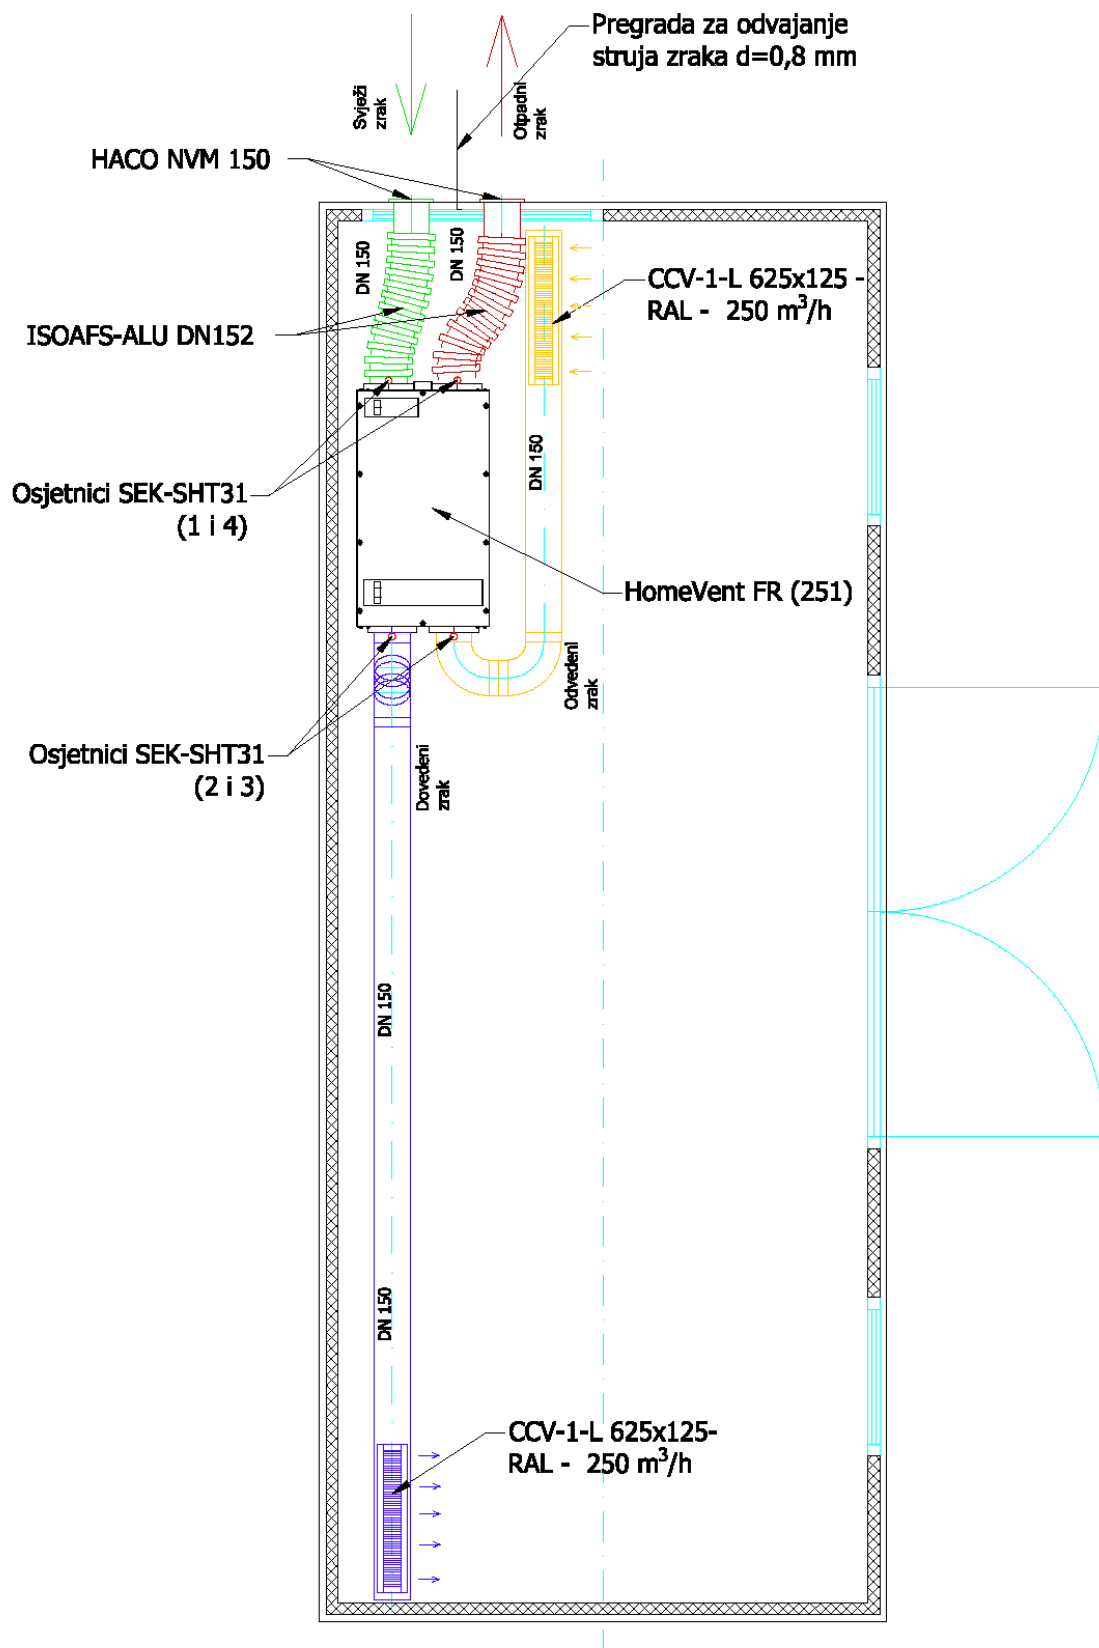 Pregrada za odvajanje
struja zraka d=0,8 mm
Svježi
zrak
Otpadni
zrak
HACO NVM 150
DN 150
DN 150
CCV-1-L 625x125 -
RAL - 250 m³/h
ISOAFS-ALU DN152
DN 150
Osjetnici SEK-SHT31
(1 i 4)
HomeVent FR (251)
Odvedeni
zrak
Osjetnici SEK-SHT31
(2 i 3)
Dovedeni
zrak
DN 150
DN 150
CCV-1-L 625x125-
RAL - 250 m³/h